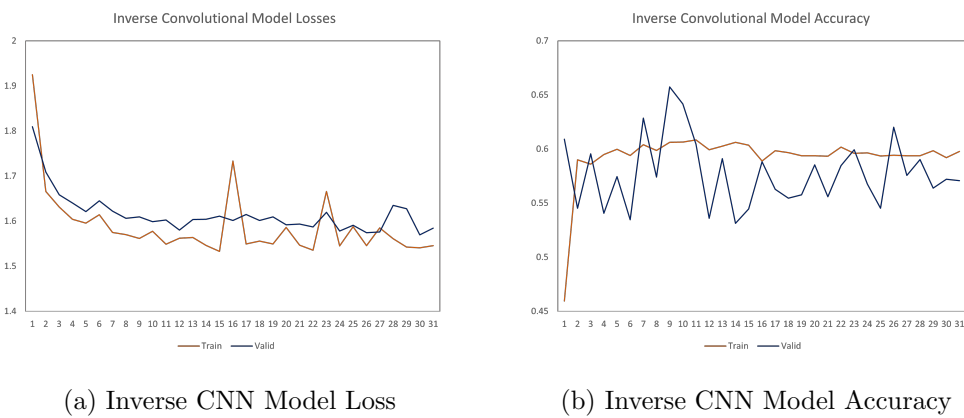 Inverse Convolutional Model Losses
2
1.9
1.8
1.7
1.6
1.5
1.4
1 2 3 4 5 6 7 8 9 10 11 12 13 14 15 16 17 18 19 20 21 22 23 24 25 26 27 28 29 30 31
Train Valid
(a) Inverse CNN Model Loss
Inverse Convolutional Model Accuracy
0.7
0.65
0.6
0.55
0.5
0.45
1 2 3 4 5 6 7 8 9 10 11 12 13 14 15 16 17 18 19 20 21 22 23 24 25 26 27 28 29 30 31
Train Valid
(b) Inverse CNN Model Accuracy